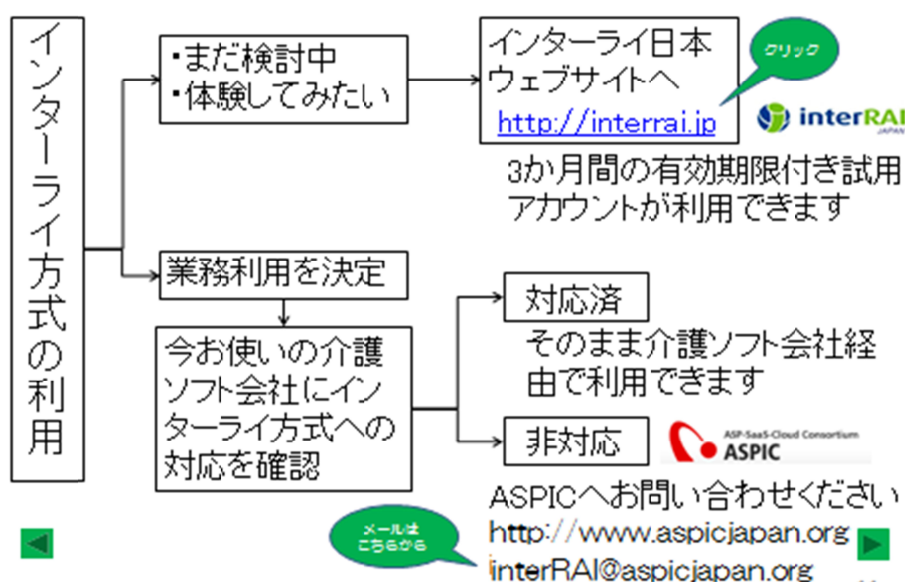 インターライ方式の利用
・まだ検討中
・体験してみたい
インターライ日本
ウェブサイトへ
http://interrai.jp
クリック
interRAI
JAPAN
3か月間の有効期限付き試用
アカウントが利用できます
業務利用を決定
今お使いの介護
ソフト会社にイン
ターライ方式への
対応を確認
対応済
そのまま介護ソフト会社経
由で利用できます
非対応
ASP-SaaS-Cloud Consortium
ASPIC
ASPICへお問い合わせください
http://www.aspicjapan.org
メールは
こちらから
interRAI@aspicjapan.org